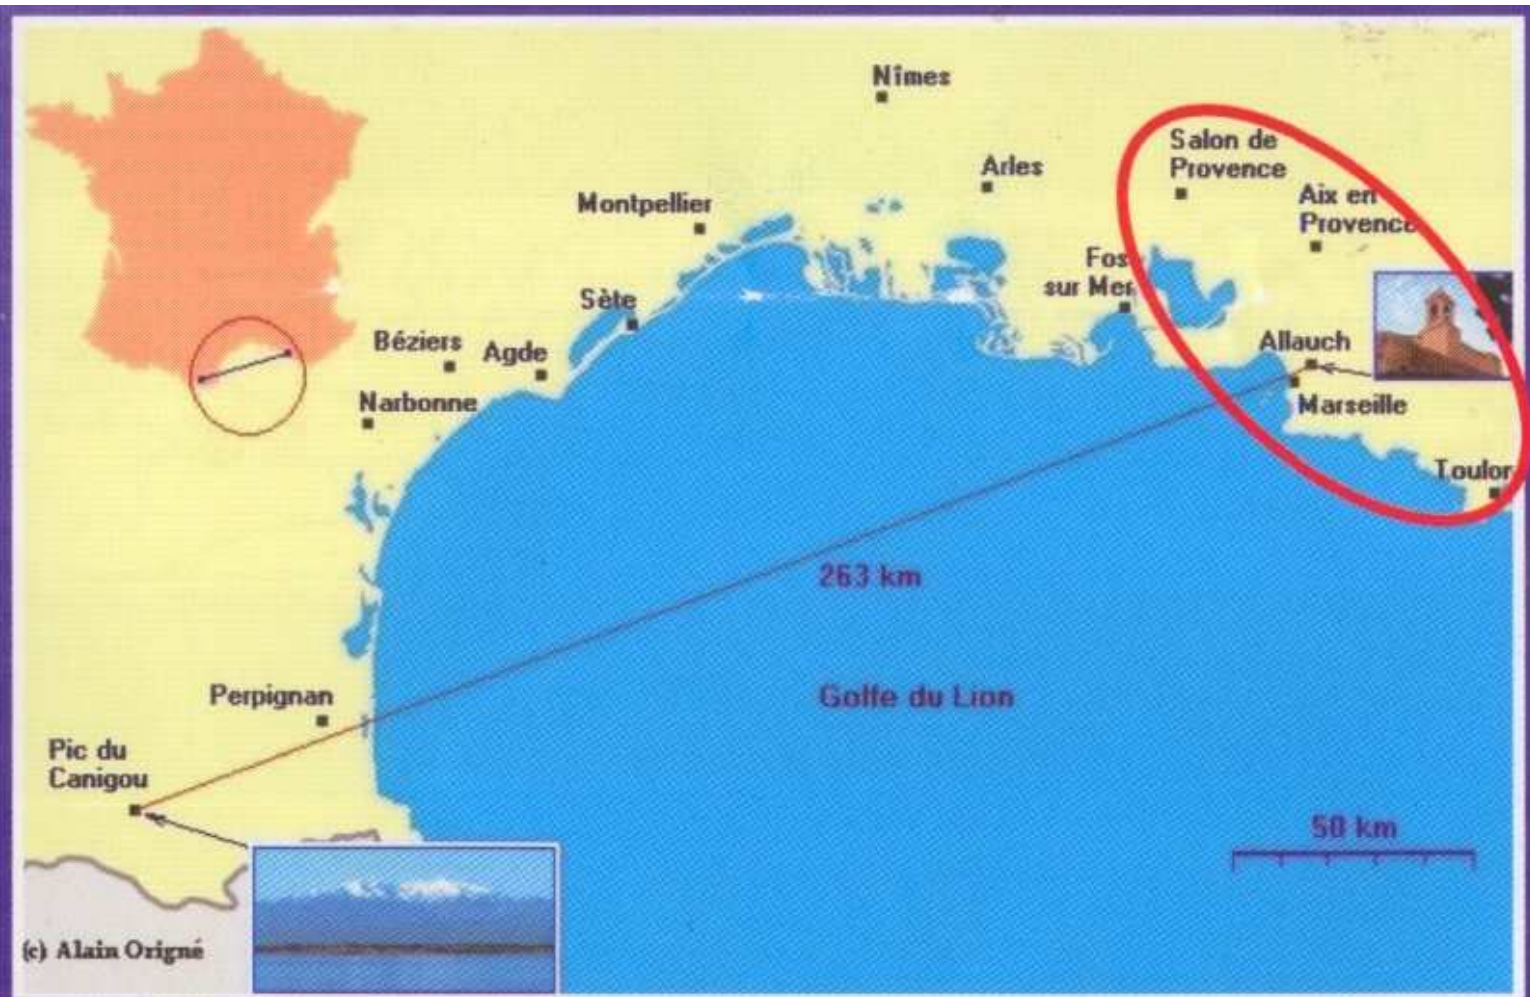 Nîmes
Salon de
Provence
Arles
Aix en
Provence
Montpellier
Fos
sur Mer
Sète
Béziers
Agde
Allauch
Narbonne
Marseille
Toulon
263 km
Golfe du Lion
Perpignan
Pic du
Canigou
50 km
(c) Alain Origné